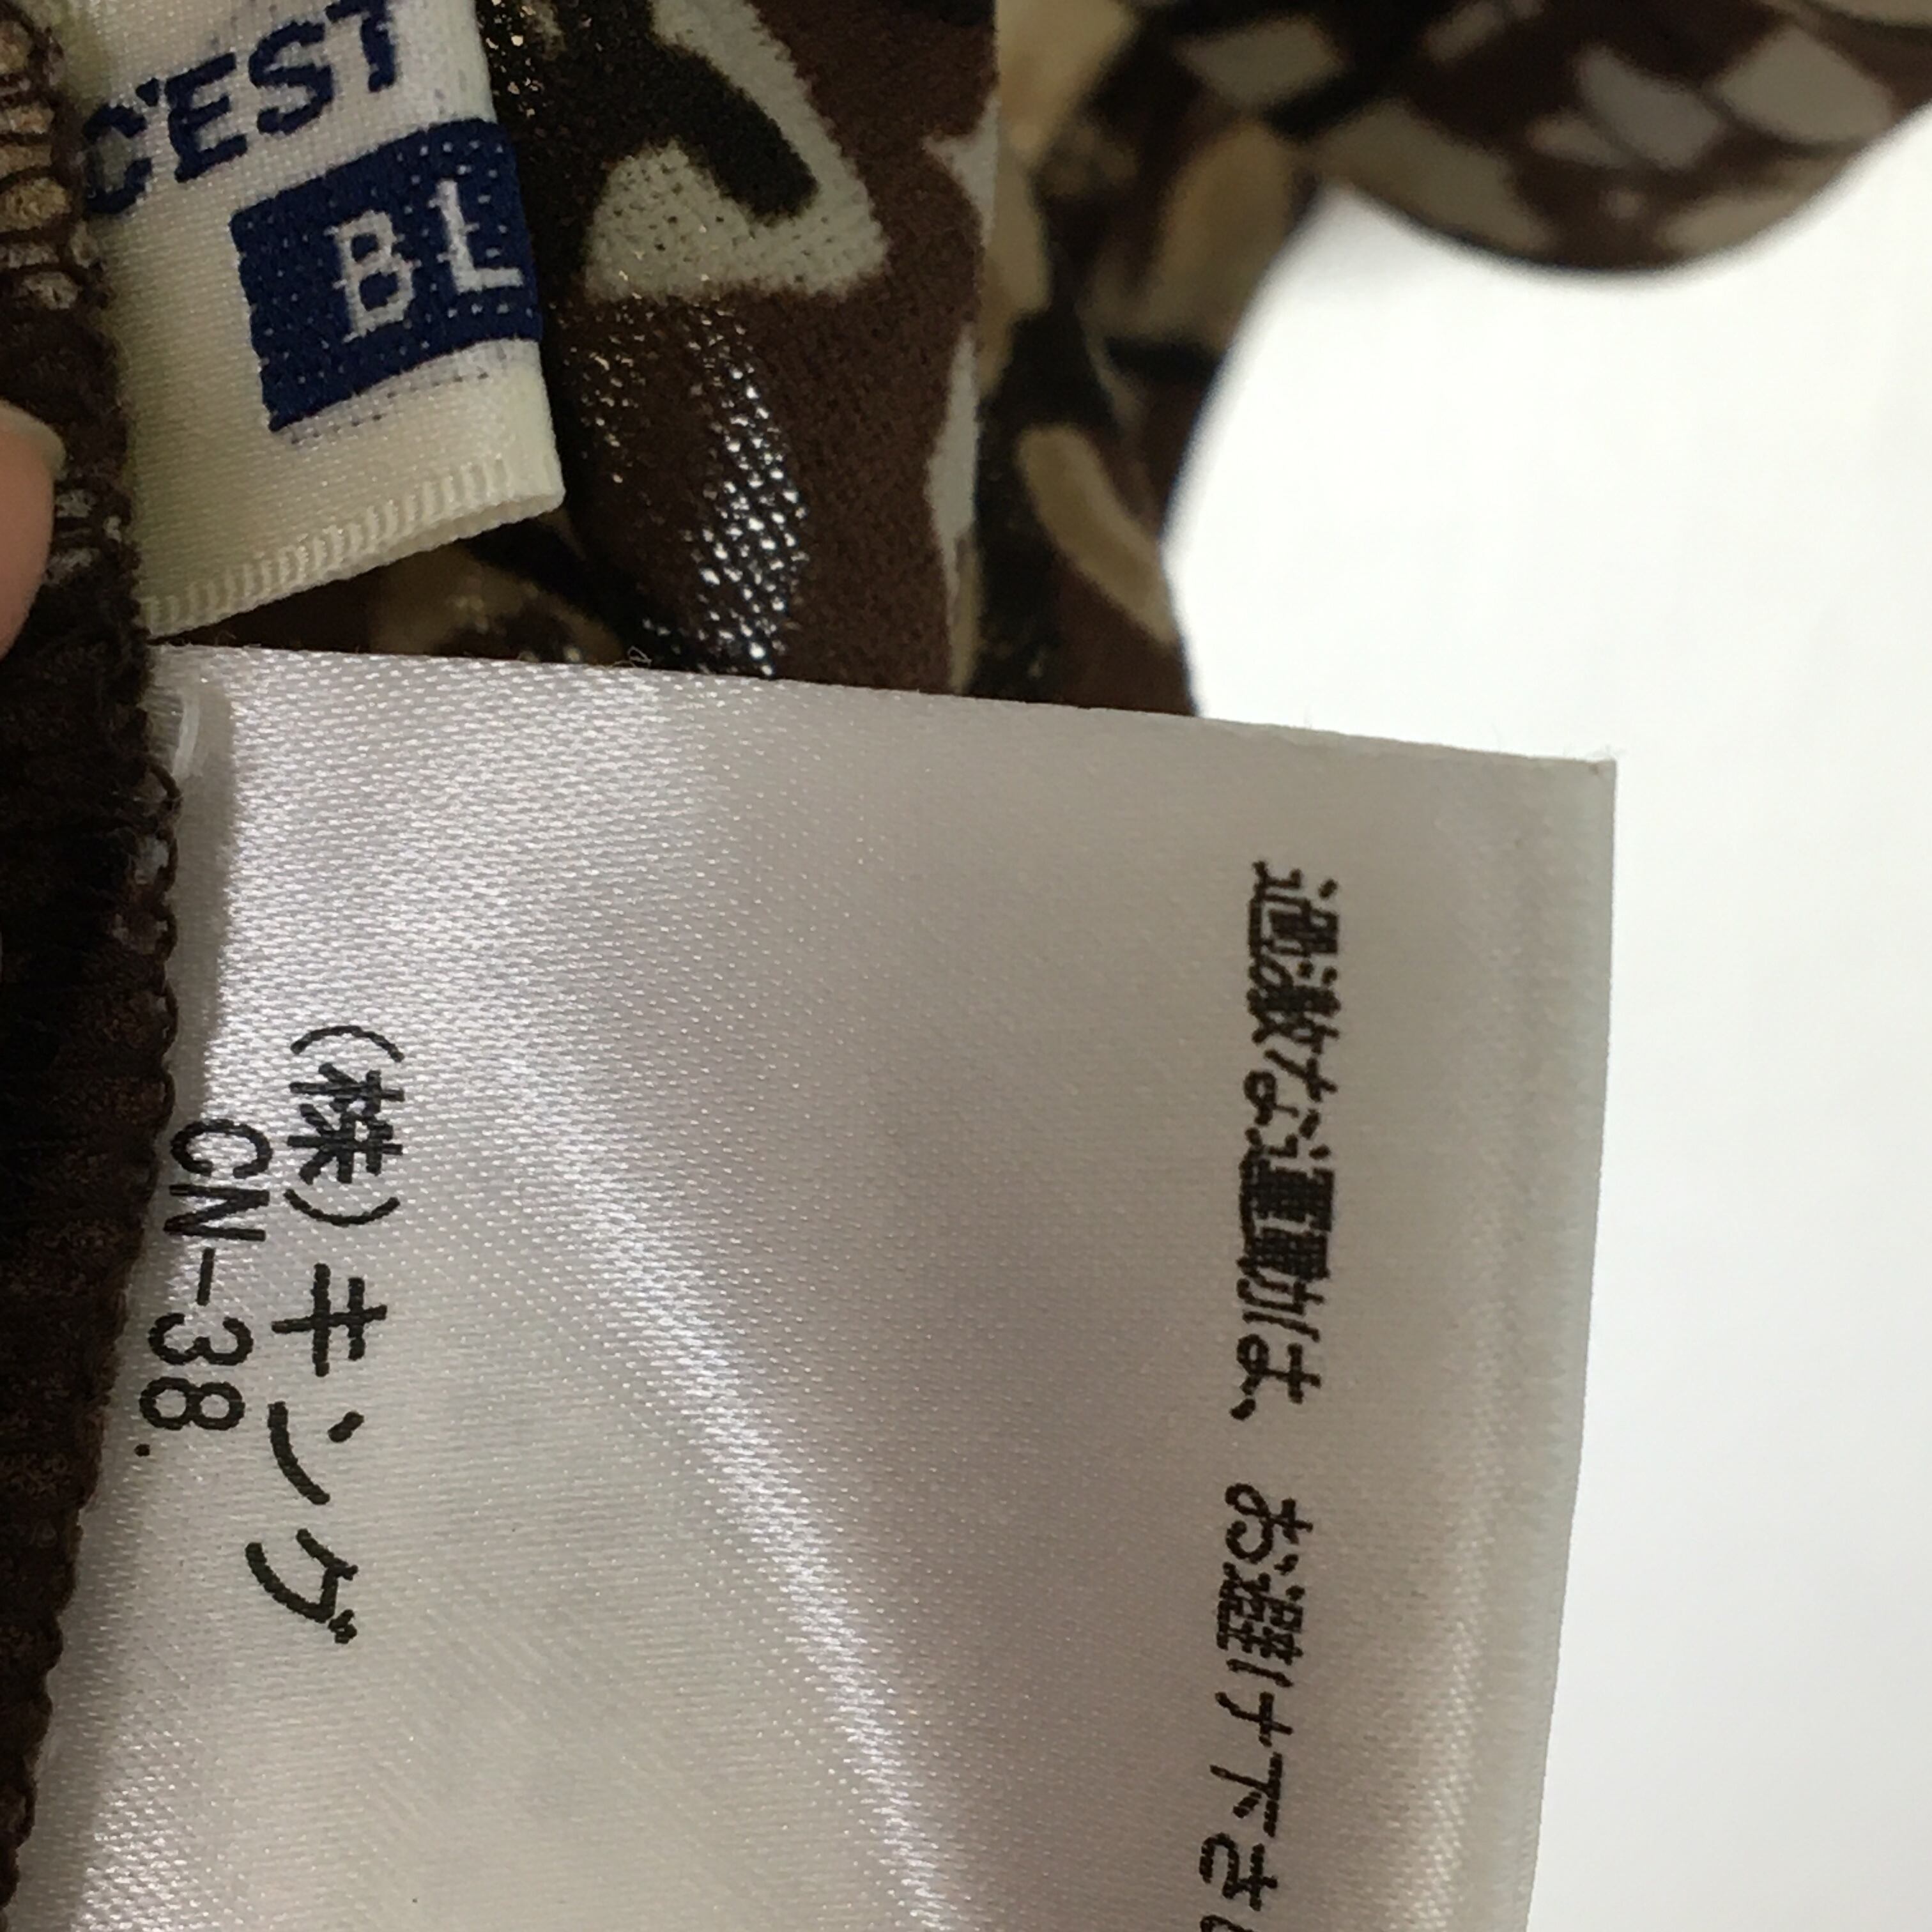 C'EST
BL
過激な運動は、お避け下さ
(株)キング
CN-38.